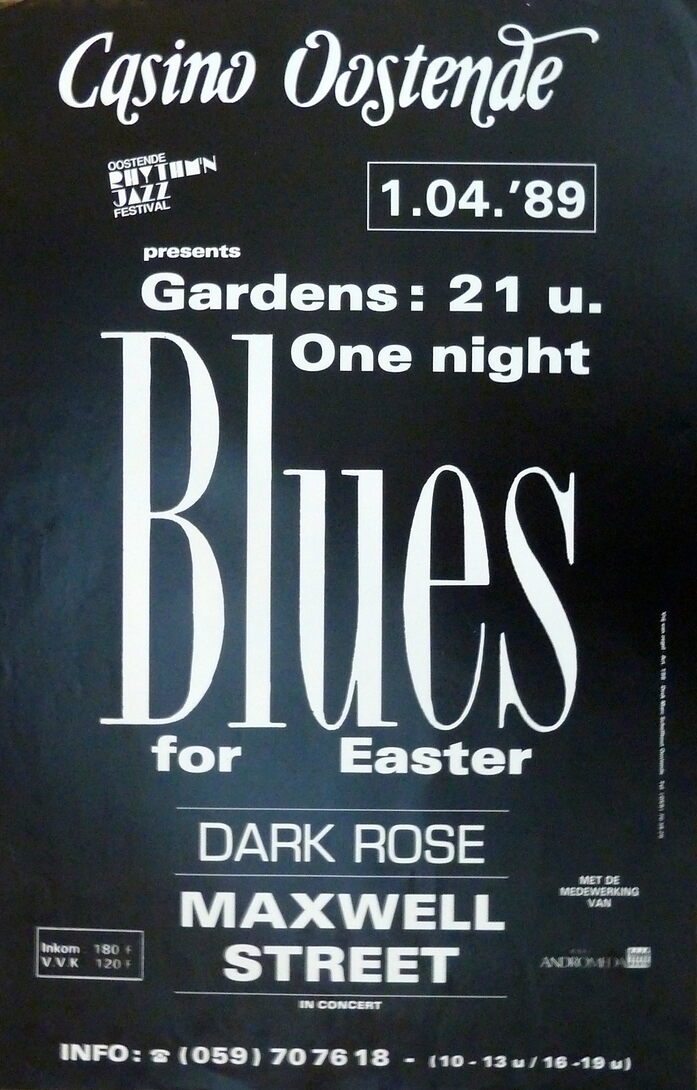 Casino Oostende
OOSTENDE
RHYTHM'N
JAZZ
FESTIVAL
1.04.'89
presents
Gardens: 21 u.
One night
Blues
for Easter
DARK ROSE
MAXWELL
STREET
IN CONCERT
MET DE
MEDEWERKING
VAN
ANDROMEDA
Inkom 180 F
V.V.K 120 F
INFO: ☎ (059) 70 76 18 - (10 - 13 u / 16 - 19 u)